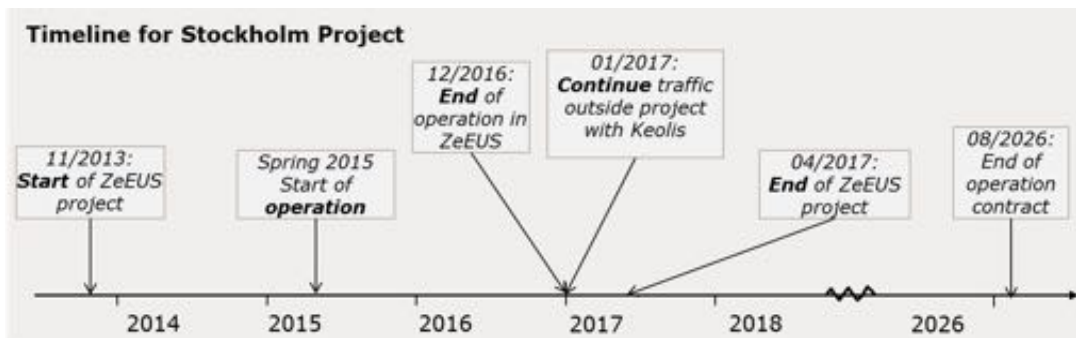 Timeline for Stockholm Project
12/2016:
End of
operation in
ZeEUS
01/2017:
Continue traffic
outside project
with Keolis
11/2013:
Start of ZeEUS
project
Spring 2015
Start of
operation
04/2017:
End of ZeEUS
project
08/2026:
End of
operation
contract
2014
2015
2016
2017
2018
2026